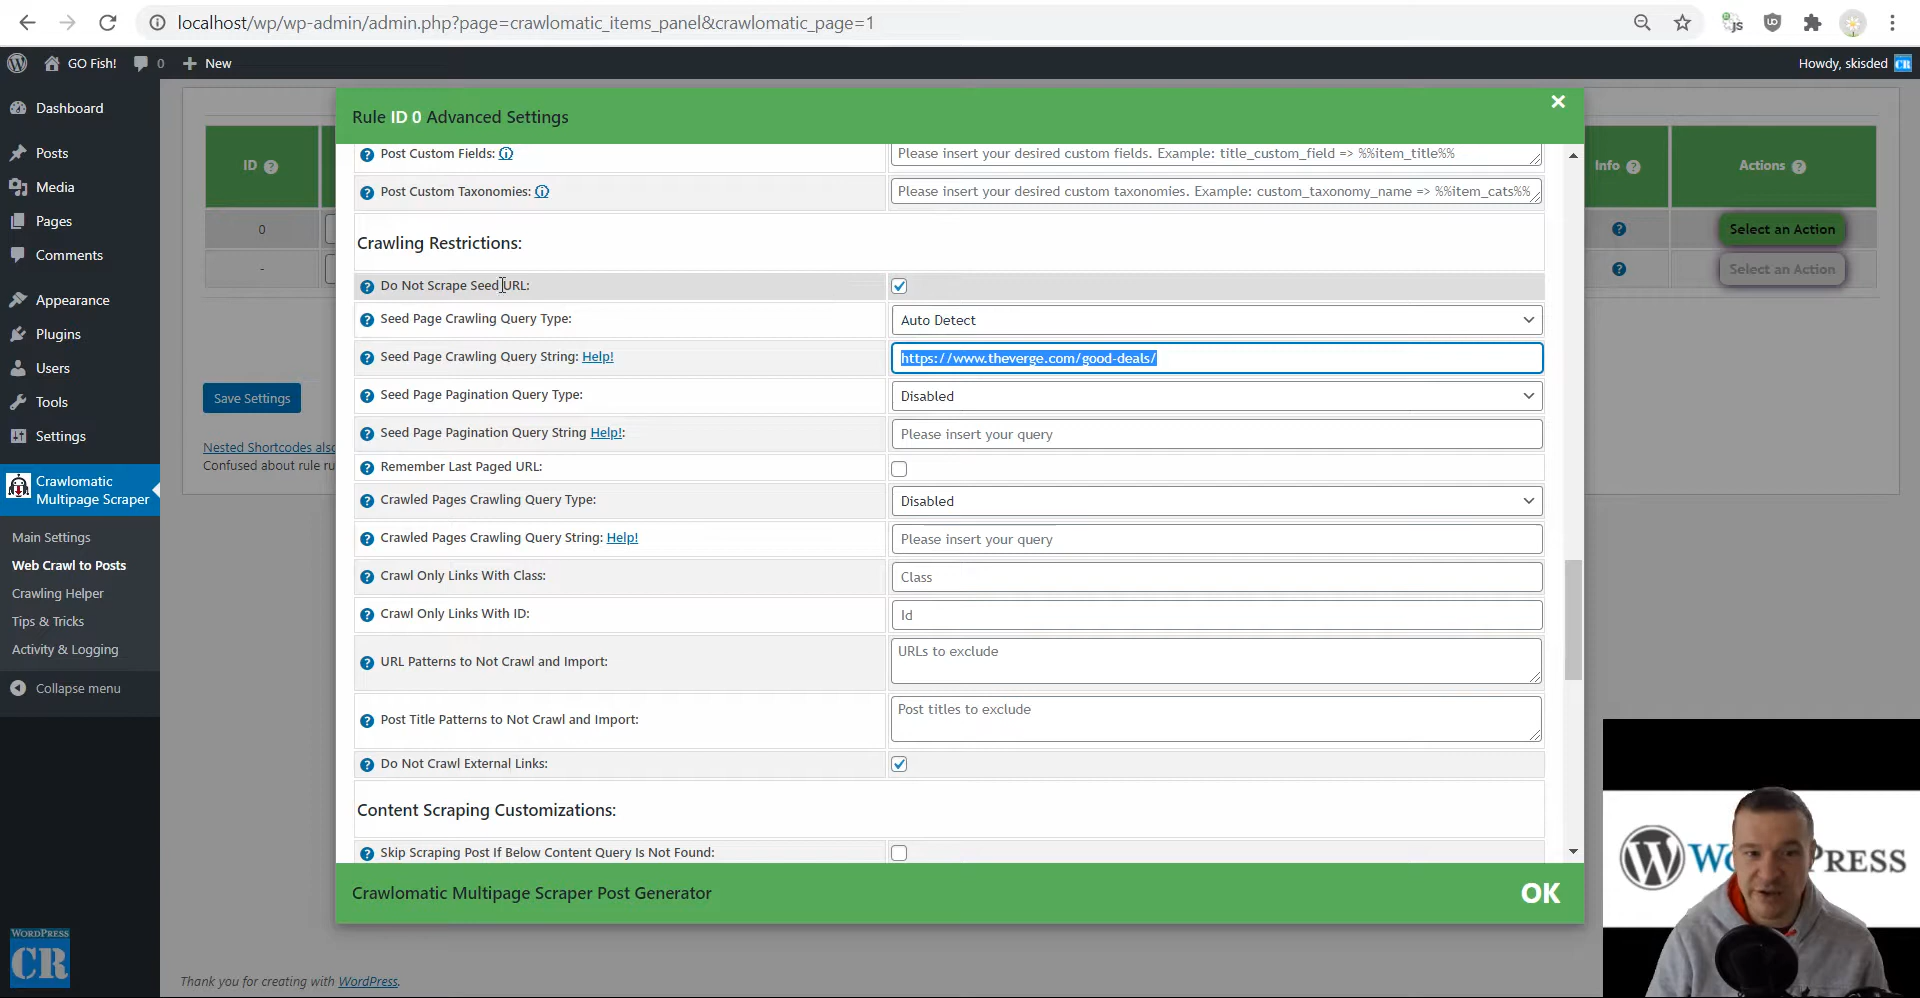 localhost/wp/wp-admin/admin.php?page=crawlomatic_items_panel&crawlomatic_page=1
GO Fish! 0 New
Howdy, skisded
Dashboard
Posts
Media
Pages
Comments
Appearance
Plugins
Users
Tools
Settings
Crawlomatic
Multipage Scraper
Main Settings
Web Crawl to Posts
Crawling Helper
Tips & Tricks
Activity & Logging
Collapse menu
WORDPRESS
CR
ID
0
-
Save Settings
Nested Shortcodes also
Confused about rule ru
Info
Actions
Select an Action
Select an Action
Rule ID 0 Advanced Settings
Post Custom Fields: Please insert your desired custom fields. Example: title_custom_field => %%item_title%%
Post Custom Taxonomies: Please insert your desired custom taxonomies. Example: custom_taxonomy_name => %%item_cats%%
Crawling Restrictions:
Do Not Scrape Seed URL:
Seed Page Crawling Query Type: Auto Detect
Seed Page Crawling Query String: Help! https://www.theverge.com/good-deals/
Seed Page Pagination Query Type: Disabled
Seed Page Pagination Query String Help!: Please insert your query
Remember Last Paged URL:
Crawled Pages Crawling Query Type: Disabled
Crawled Pages Crawling Query String: Help! Please insert your query
Crawl Only Links With Class: Class
Crawl Only Links With ID: Id
URL Patterns to Not Crawl and Import: URLs to exclude
Post Title Patterns to Not Crawl and Import: Post titles to exclude
Do Not Crawl External Links:
Content Scraping Customizations:
Skip Scraping Post If Below Content Query Is Not Found:
Crawlomatic Multipage Scraper Post Generator
OK
Thank you for creating with WordPress.